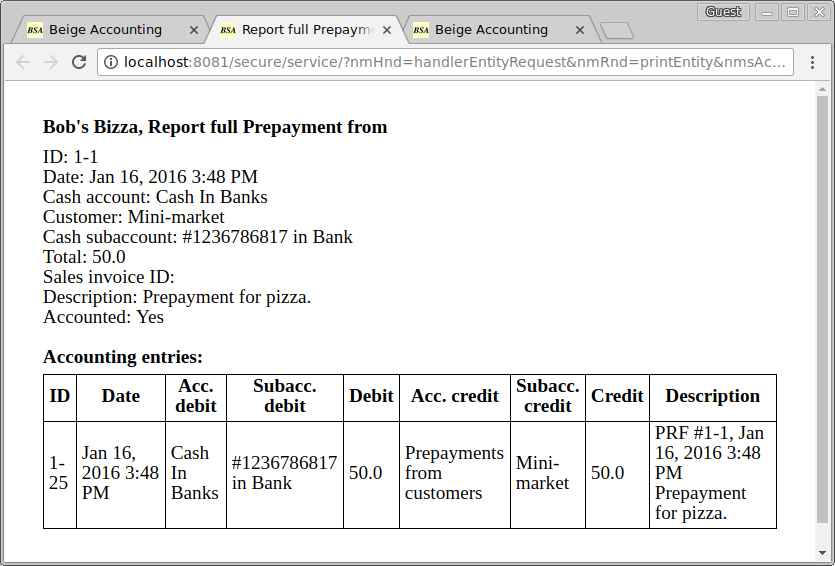 Guest
BSA Beige Accounting
BSA Report full Prepaym
BSA Beige Accounting
localhost:8081/secure/service/?nmHnd=handlerEntityRequest&nmRnd=printEntity&nmsAc...
Bob's Bizza, Report full Prepayment from
ID: 1-1
Date: Jan 16, 2016 3:48 PM
Cash account: Cash In Banks
Customer: Mini-market
Cash subaccount: #1236786817 in Bank
Total: 50.0
Sales invoice ID:
Description: Prepayment for pizza.
Accounted: Yes
Accounting entries:
ID
Date
Acc.
debit
Subacc.
debit
Debit
Acc. credit
Subacc.
credit
Credit
Description
1-
25
Jan 16,
2016 3:48
PM
Cash
In
Banks
#1236786817
in Bank
50.0
Prepayments
from
customers
Mini-
market
50.0
PRF #1-1, Jan
16, 2016 3:48
PM
Prepayment
for pizza.